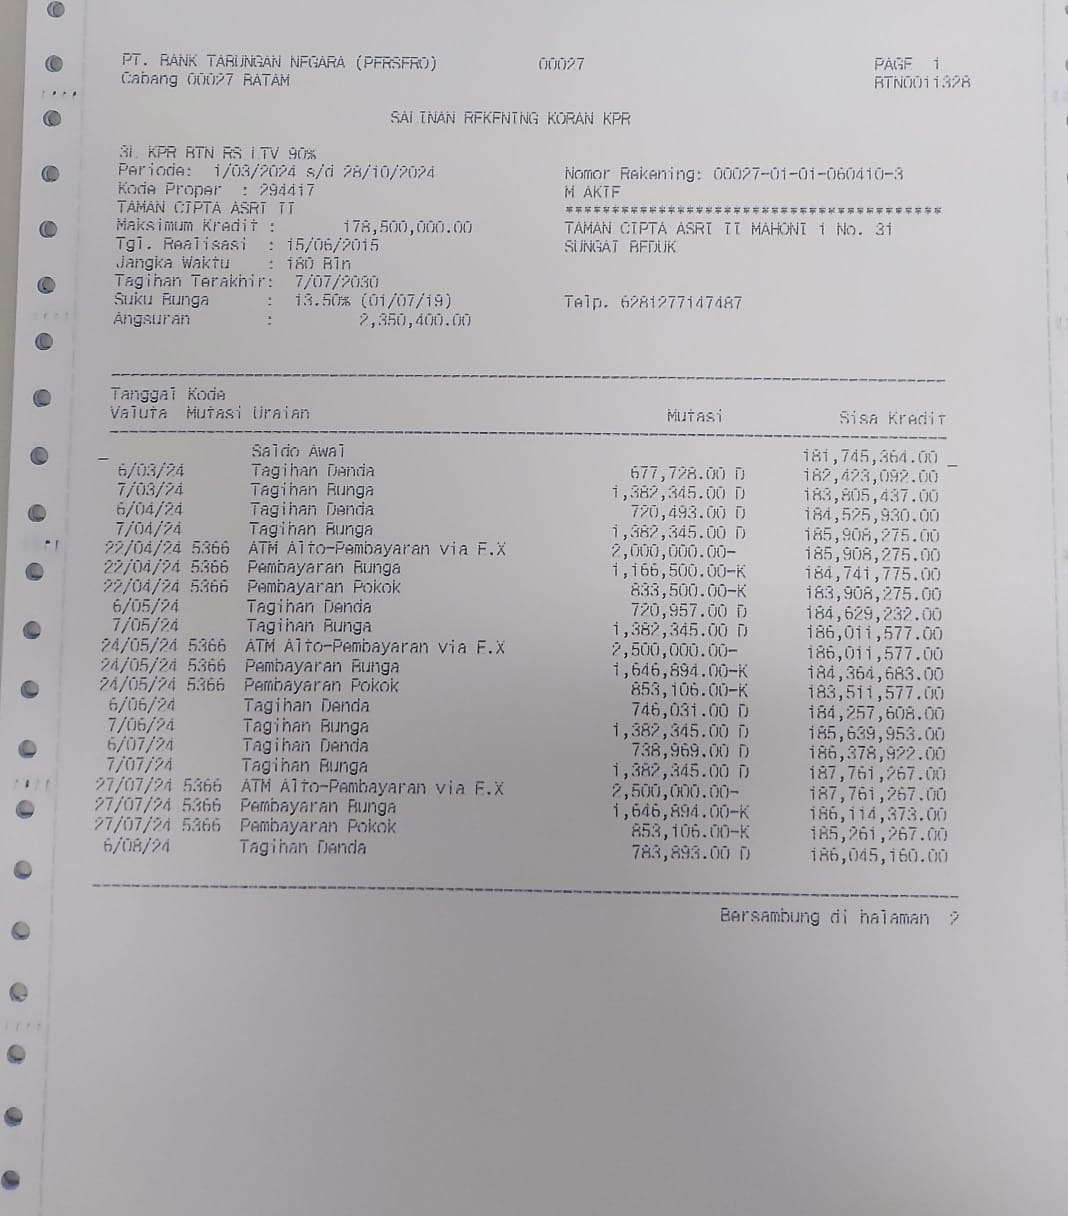 PT. BANK TABUNGAN NEGARA (PERSERO) 00027 PAGE 1
Cabang 00027 BATAM BTN0011328
SALINAN REKENING KORAN KPR
3L KPR BTN RS LTV 90%
Periode: 1/03/2024 s/d 28/10/2024 Nomor Rekening: 00027-01-01-060410-3
Kode Proper : 294417 M AKIF
TAMAN CIPTA ASRI II **************************************
Maksimum Kredit : 178,500,000.00 TAMAN CIPTA ASRI II MAHONI 1 No. 31
Tgl. Realisasi : 15/06/2015 SUNGAI BEDUK
Jangka Waktu : 180 Bln
Tagihan Terakhir: 7/07/2030
Suku Bunga : 13.50% (01/07/19) Telp. 6281277147487
Angsuran : 2,350,400.00
Tanggal Kode
Valuta Mutasi Uraian Mutasi Sisa Kredit
Saldo Awal 181,745,364.00
6/03/24 Tagihan Denda 677,728.00 D 182,423,092.00
7/03/24 Tagihan Bunga 1,382,345.00 D 183,805,437.00
6/04/24 Tagihan Denda 720,493.00 D 184,525,930.00
7/04/24 Tagihan Bunga 1,382,345.00 D 185,908,275.00
22/04/24 5366 ATM Alto-Pembayaran via E.X 2,000,000.00- 185,908,275.00
22/04/24 5366 Pembayaran Bunga 1,166,500.00-K 184,741,775.00
22/04/24 5366 Pembayaran Pokok 833,500.00-K 183,908,275.00
6/05/24 Tagihan Denda 720,957.00 D 184,629,232.00
7/05/24 Tagihan Bunga 1,382,345.00 D 186,011,577.00
24/05/24 5366 ATM Alto-Pembayaran via E.X 2,500,000.00- 186,011,577.00
24/05/24 5366 Pembayaran Bunga 1,646,894.00-K 184,364,683.00
24/05/24 5366 Pembayaran Pokok 853,106.00-K 183,511,577.00
6/06/24 Tagihan Denda 746,031.00 D 184,257,608.00
7/06/24 Tagihan Bunga 1,382,345.00 D 185,639,953.00
6/07/24 Tagihan Denda 738,969.00 D 186,378,922.00
7/07/24 Tagihan Bunga 1,382,345.00 D 187,761,267.00
27/07/24 5366 ATM Alto-Pembayaran via E.X 2,500,000.00- 187,761,267.00
27/07/24 5366 Pembayaran Bunga 1,646,894.00-K 186,114,373.00
27/07/24 5366 Pembayaran Pokok 853,106.00-K 185,261,267.00
6/08/24 Tagihan Denda 783,893.00 D 186,045,160.00
Bersambung di halaman 2